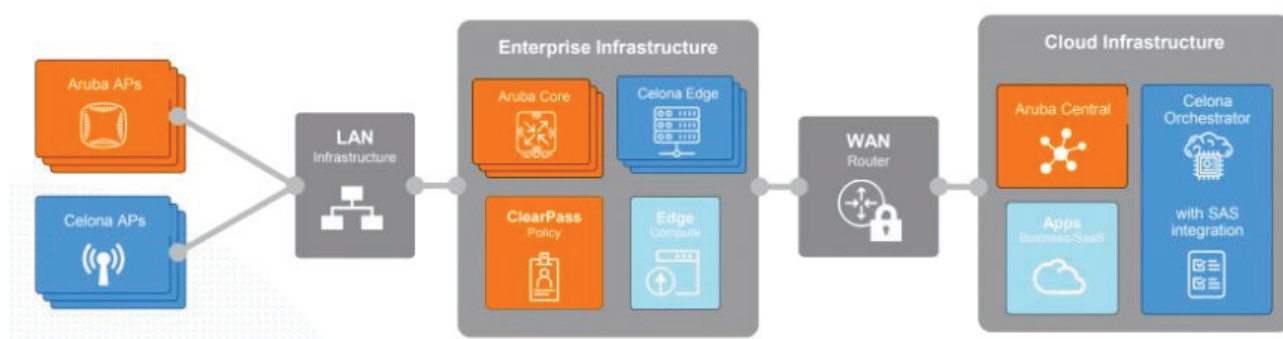 Aruba APs
Celona APs
LAN
Infrastructure
Enterprise Infrastructure
Aruba Core
Celona Edge
ClearPass
Policy
Edge
Compute
WAN
Router
Cloud Infrastructure
Aruba Central
Apps
Business/SaaS
Celona
Orchestrator
with SAS
integration